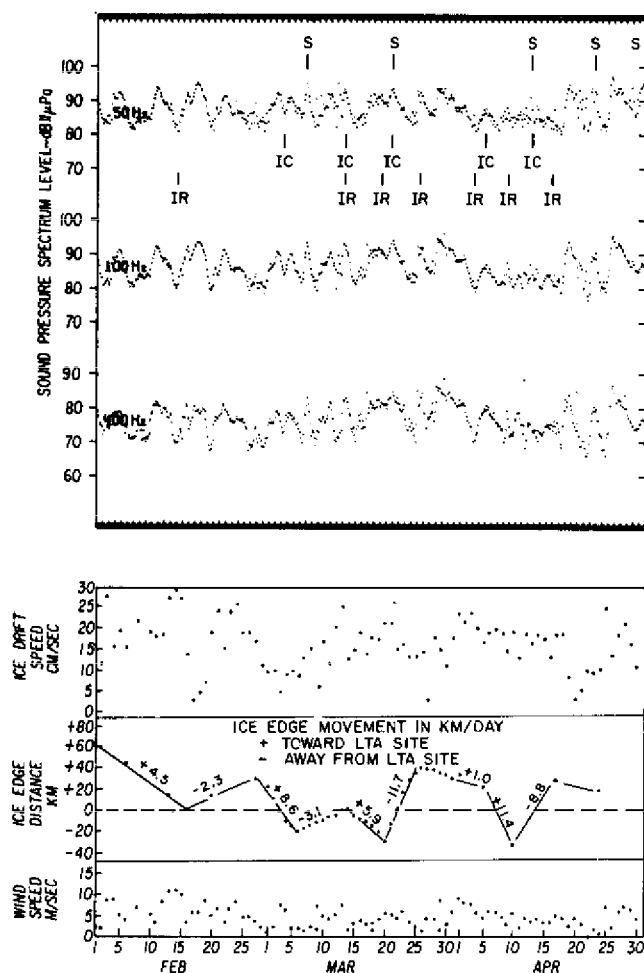 S S S S S
100
90
50 Hz
80
70
IC IC IC IC IC
IR IR IR IR IR IR IR
100
90
100 Hz
80
70
90
80
400 Hz
70
60
SOUND PRESSURE SPECTRUM LEVEL-dB//μPa
30
25
20
15
10
5
0
ICE DRIFT
SPEED
CM/SEC
ICE EDGE MOVEMENT IN KM/DAY
+ TOWARD LTA SITE
- AWAY FROM LTA SITE
+80
+60
+40
+20
0
-20
-40
ICE EDGE
DISTANCE
KM
+4.5 -2.3 +8.6 -3.1 +5.9 -11.7 +1.0 +11.4 -8.8
15
10
5
0
WIND
SPEED
M/SEC
1 5 10 15 20 25 1 5 10 15 20 25 30 1 5 10 15 20 25 30
FEB MAR APR